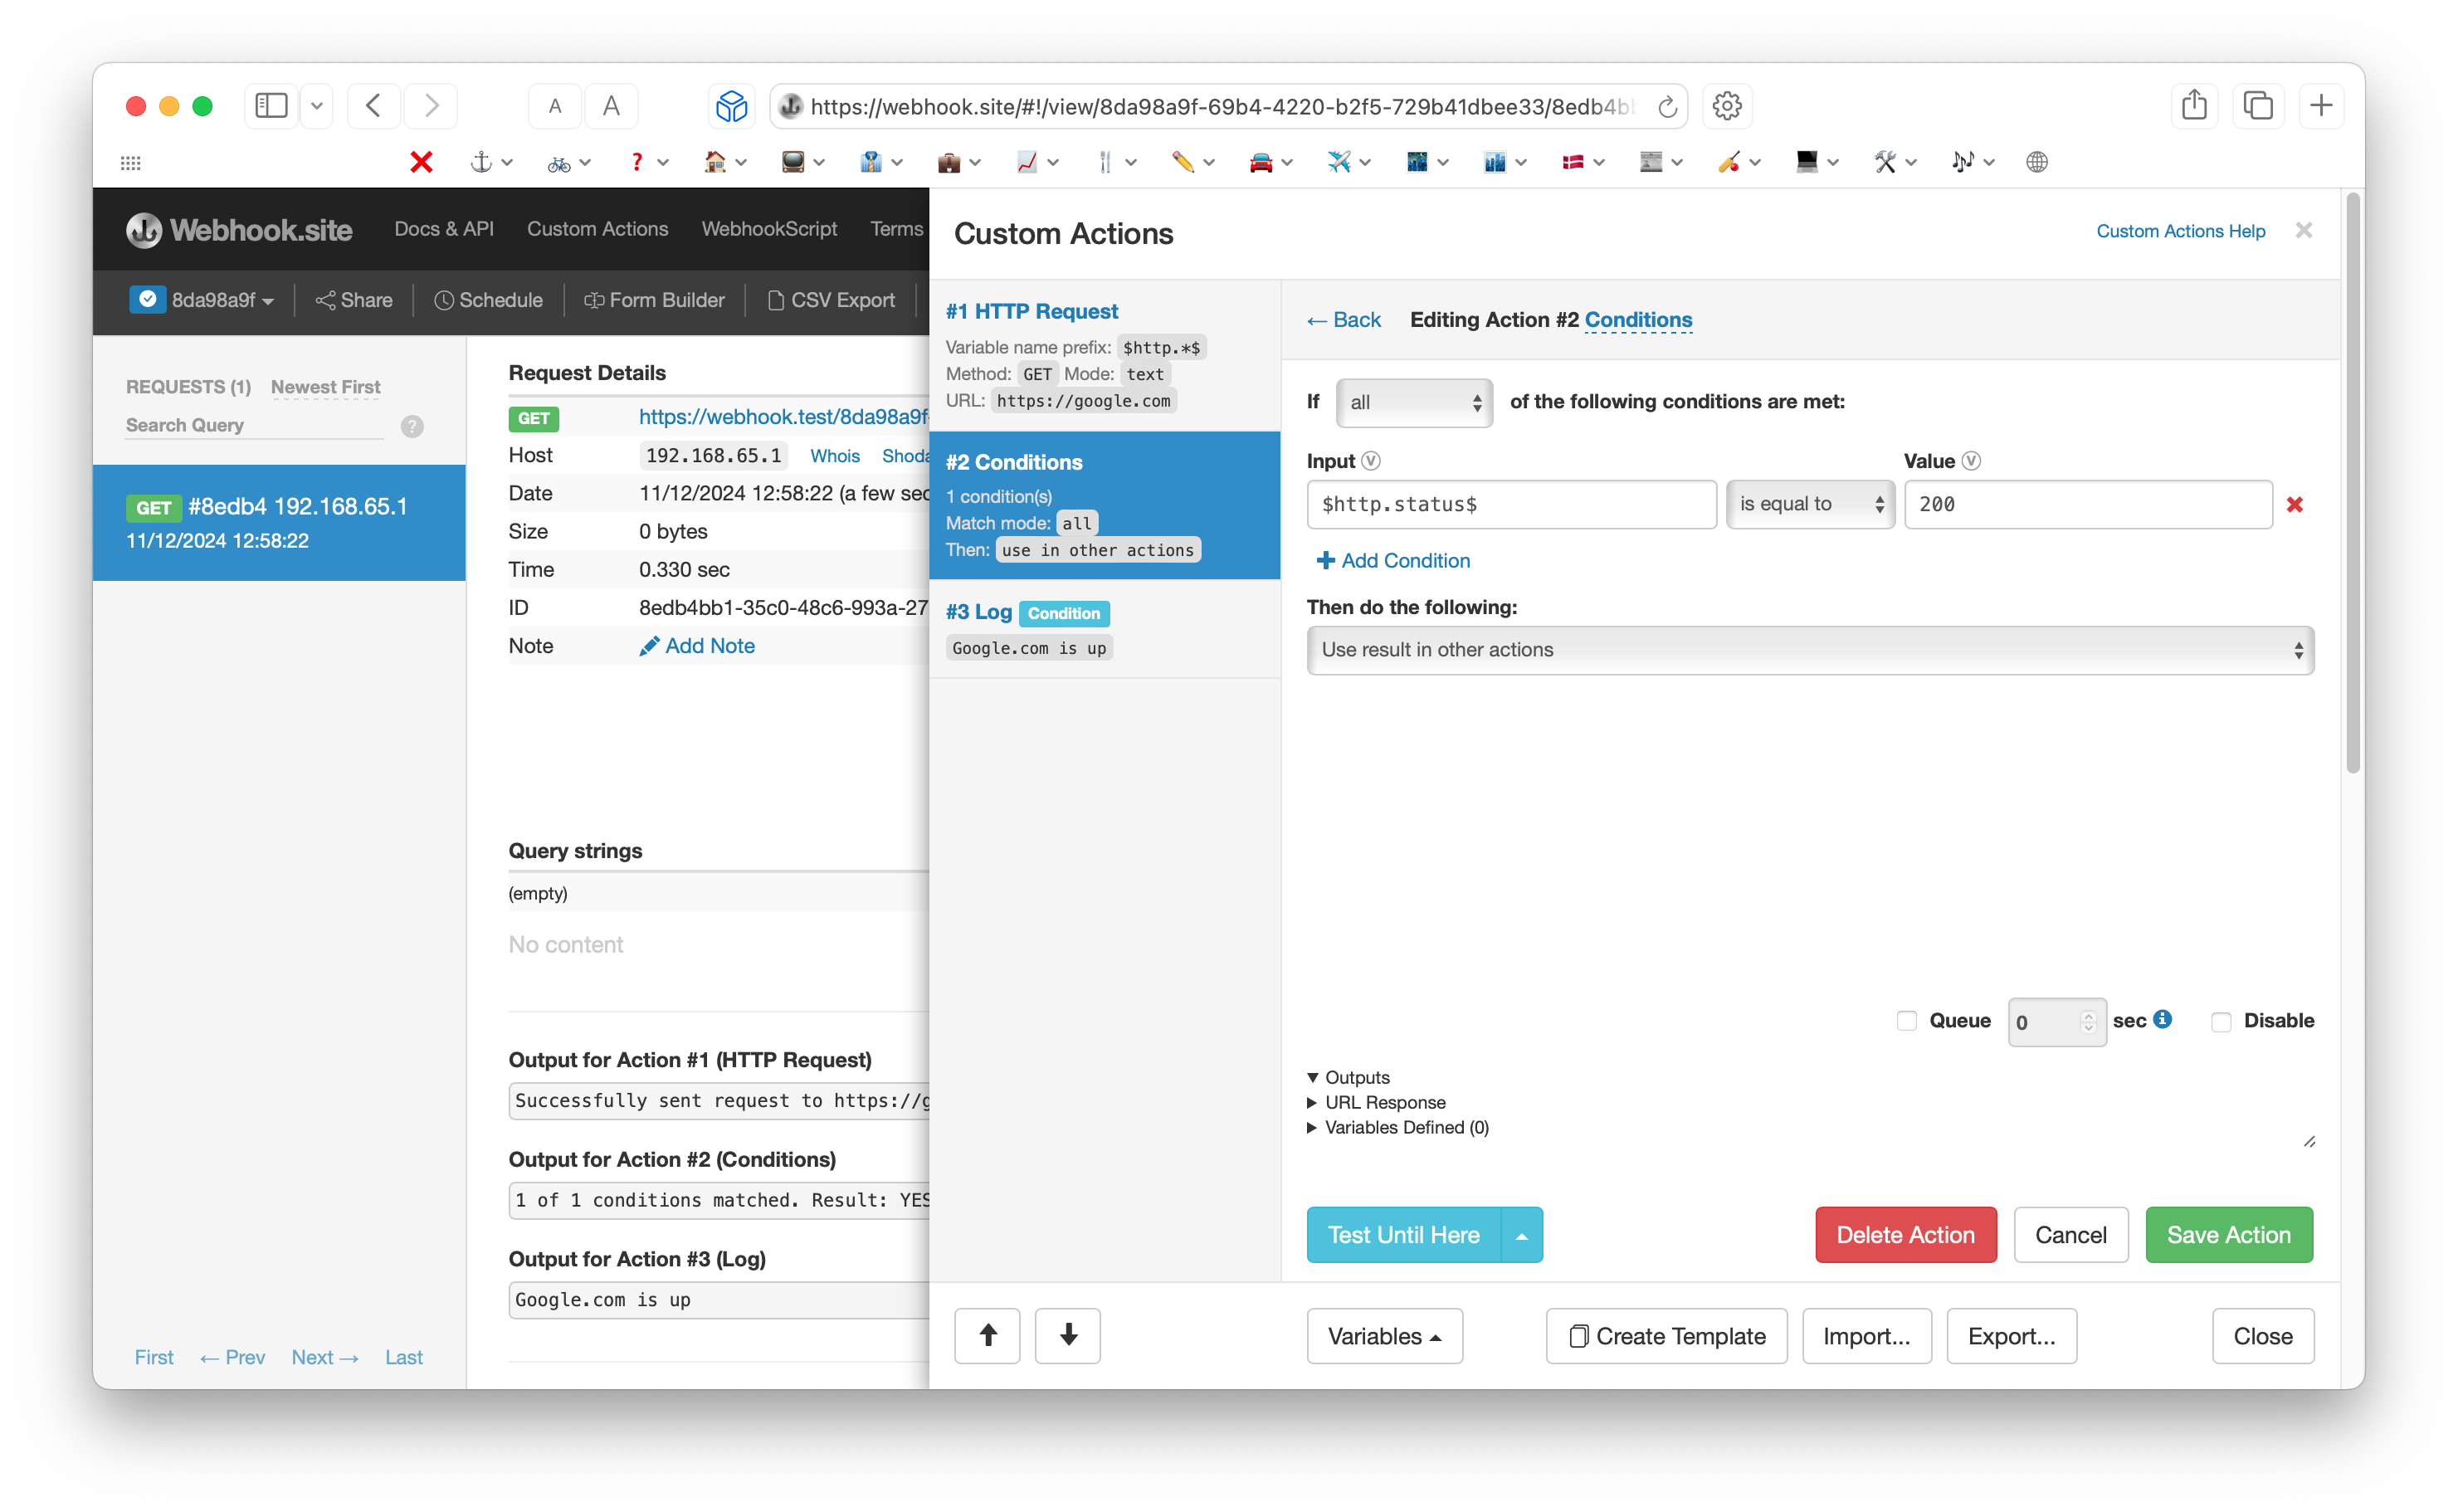 A
A
https://webhook.site/#!/view/8da98a9f-69b4-4220-b2f5-729b41dbee33/8edb4b
Webhook.site
Docs & API
Custom Actions
WebhookScript
Terms
8da98a9f
Share
Schedule
Form Builder
CSV Export
REQUESTS (1)
Newest First
Search Query
?
GET #8edb4 192.168.65.1
11/12/2024 12:58:22
First
← Prev
Next →
Last
Request Details
GET https://webhook.test/8da98a9f
Host 192.168.65.1 Whois Shoda
Date 11/12/2024 12:58:22 (a few sec
Size 0 bytes
Time 0.330 sec
ID 8edb4bb1-35c0-48c6-993a-27
Note Add Note
Query strings
(empty)
No content
Output for Action #1 (HTTP Request)
Successfully sent request to https://g
Output for Action #2 (Conditions)
1 of 1 conditions matched. Result: YES
Output for Action #3 (Log)
Google.com is up
Custom Actions
Custom Actions Help
#1 HTTP Request
Variable name prefix: $http.*$
Method: GET Mode: text
URL: https://google.com
#2 Conditions
1 condition(s)
Match mode: all
Then: use in other actions
#3 Log Condition
Google.com is up
← Back
Editing Action #2 Conditions
If all of the following conditions are met:
Input V
Value V
$http.status$ is equal to 200
Add Condition
Then do the following:
Use result in other actions
Queue 0 sec Disable
Outputs
URL Response
Variables Defined (0)
Test Until Here
Delete Action
Cancel
Save Action
Variables
Create Template
Import...
Export...
Close